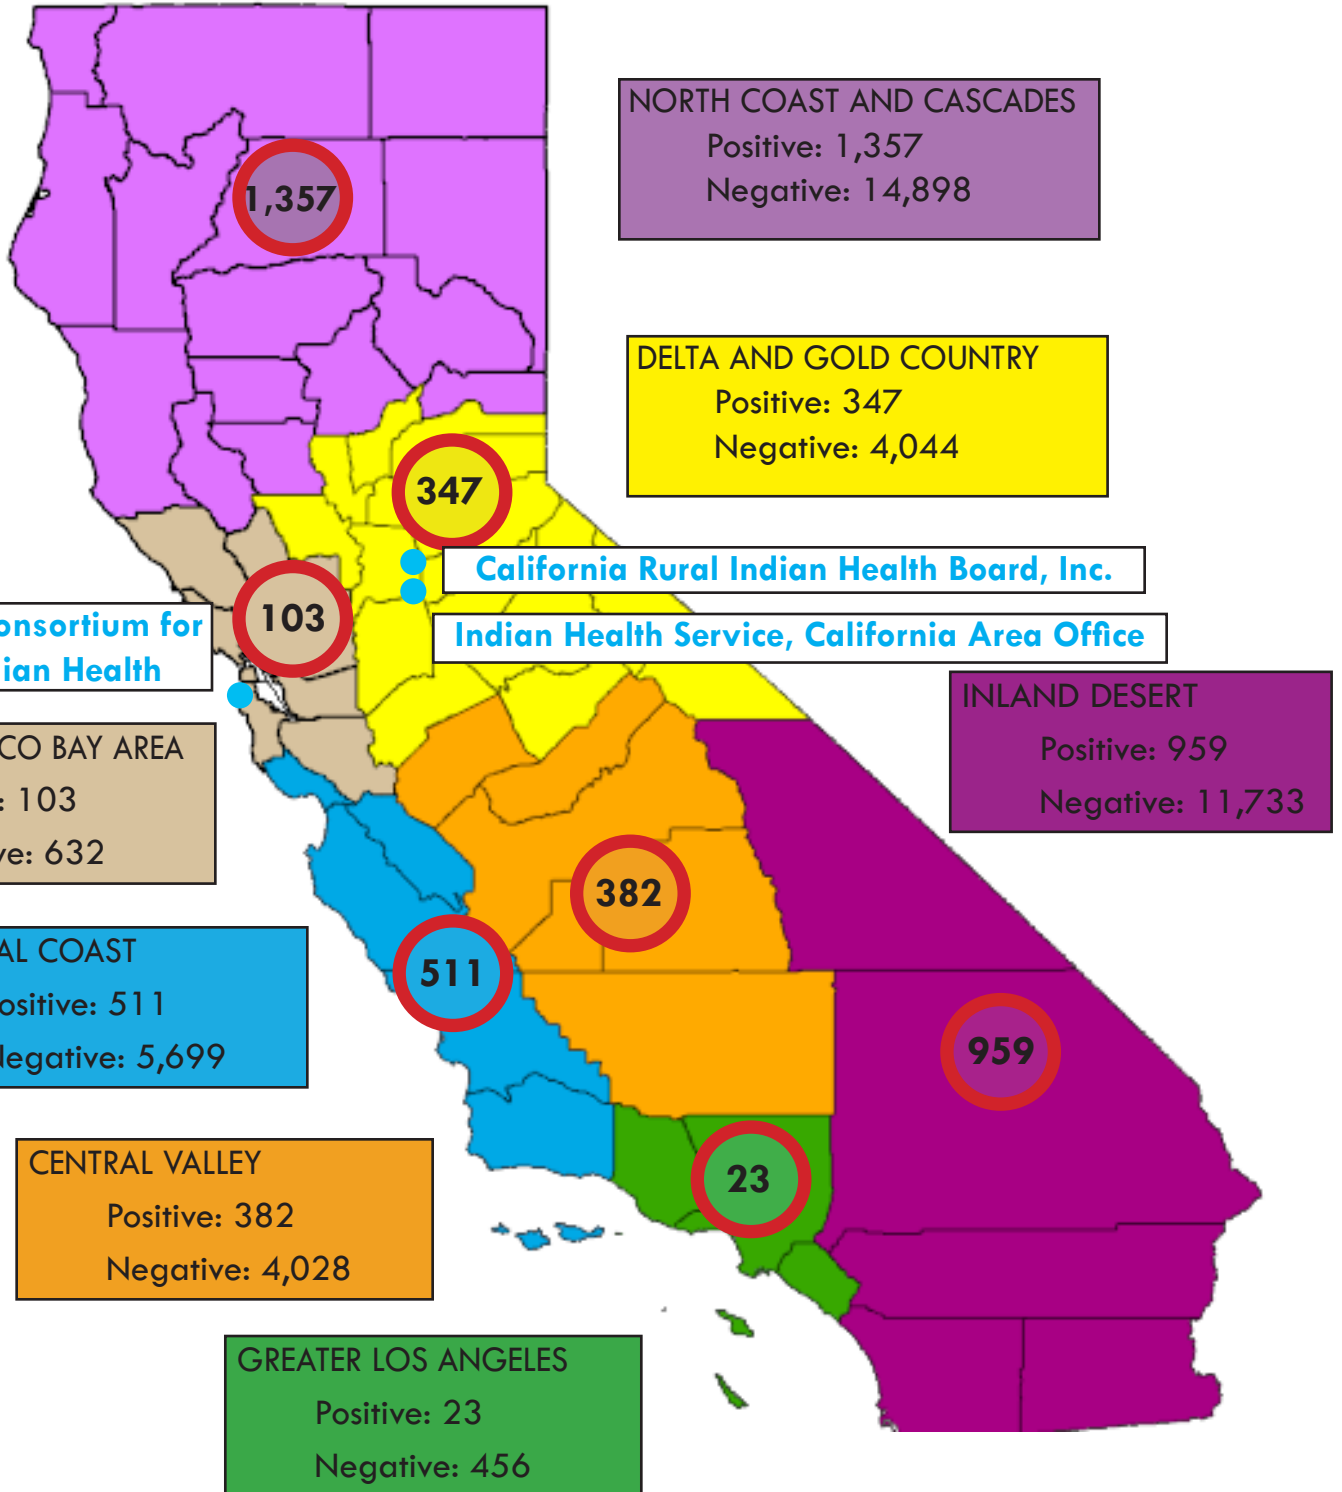 NORTH COAST AND CASCADES
Positive: 1,357
Negative: 14,898
1,357
DELTA AND GOLD COUNTRY
Positive: 347
Negative: 4,044
347
California Rural Indian Health Board, Inc.
103
onsortium for
ian Health
Indian Health Service, California Area Office
INLAND DESERT
Positive: 959
Negative: 11,733
CO BAY AREA
: 103
ve: 632
382
AL COAST
ositive: 511
Negative: 5,699
511
959
CENTRAL VALLEY
Positive: 382
Negative: 4,028
23
GREATER LOS ANGELES
Positive: 23
Negative: 456